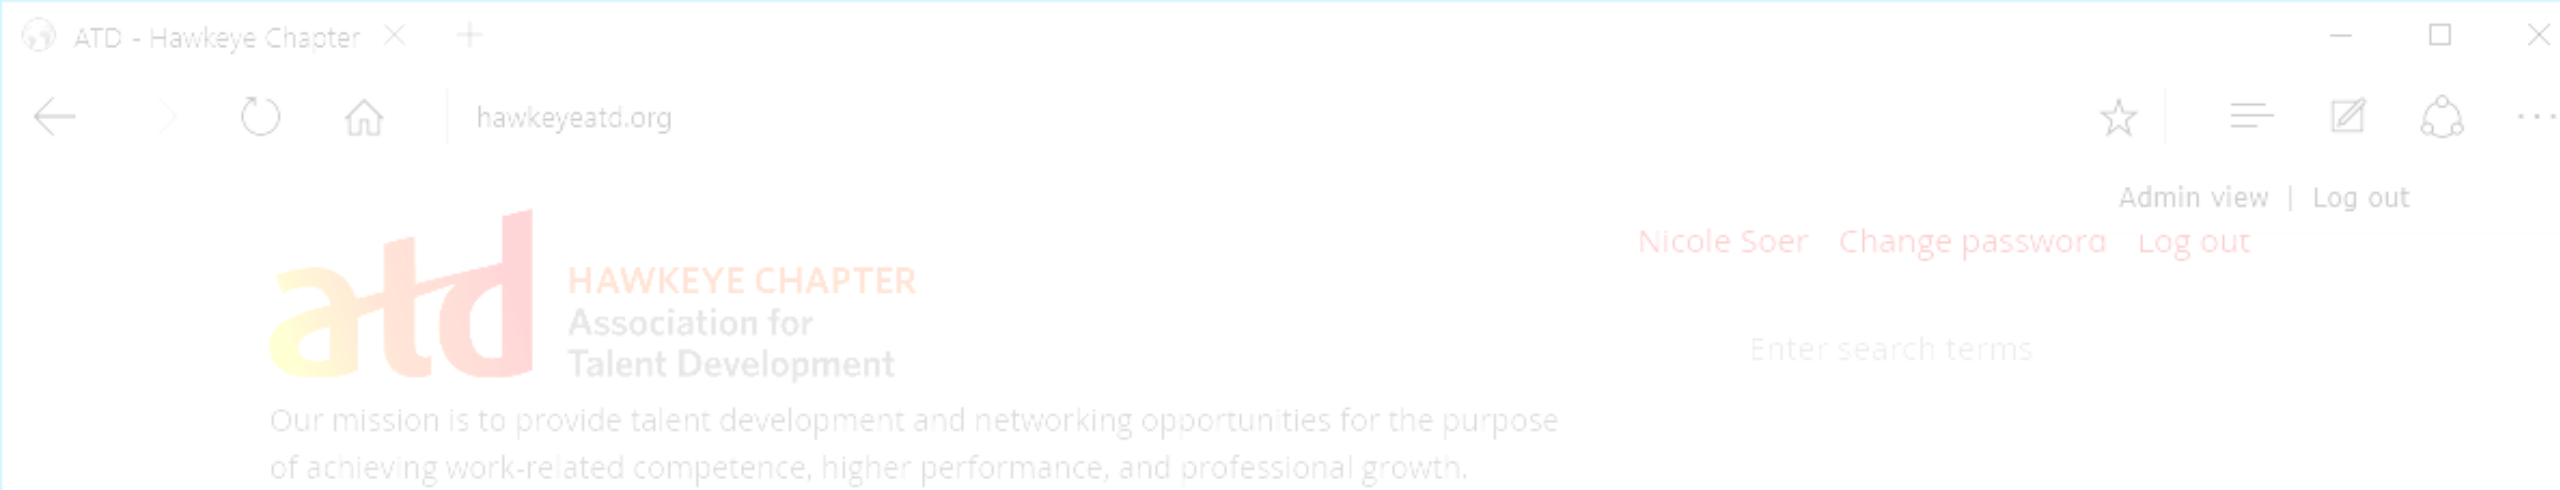 ATD - Hawkeye Chapter
hawkeyeatd.org
Admin view | Log out
Nicole Soer Change password Log out
atd
HAWKEYE CHAPTER
Association for
Talent Development
Enter search terms
Our mission is to provide talent development and networking opportunities for the purpose
of achieving work-related competence, higher performance, and professional growth.